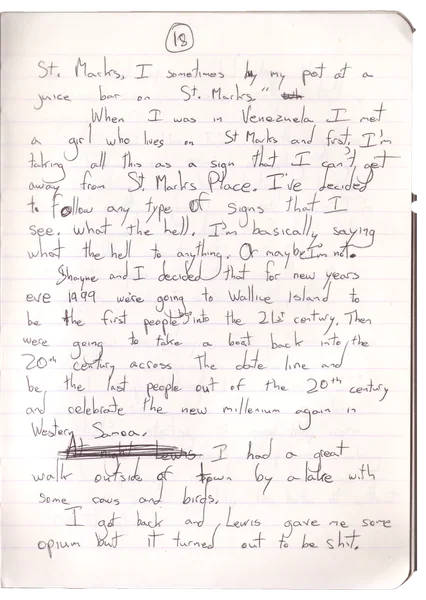 18
St. Marks, I sometimes by my pot at a
juice bar on St. Marks"
When I was in Venezuela I met
a girl who lives on St Marks and first. I'm
taking all this as a sign that I can't get
away from St. Marks Place. I've decided
to follow any type of signs that I
see. what the hell. I'm basically saying
what the hell to anything. Or maybe I'm not.
Shayne and I decided that for new years
eve 1999 were going to Wallice Island to
be the first people into the 21st century. Then
were going to take a boat back into the
20th century across the date line and
be the last people out of the 20th century
and celebrate the new millenium again in
Western Samoa.
I had a great
walk outside of town by a lake with
some cows and birds.
I got back and Lewis gave me some
opium but it turned out to be shit.